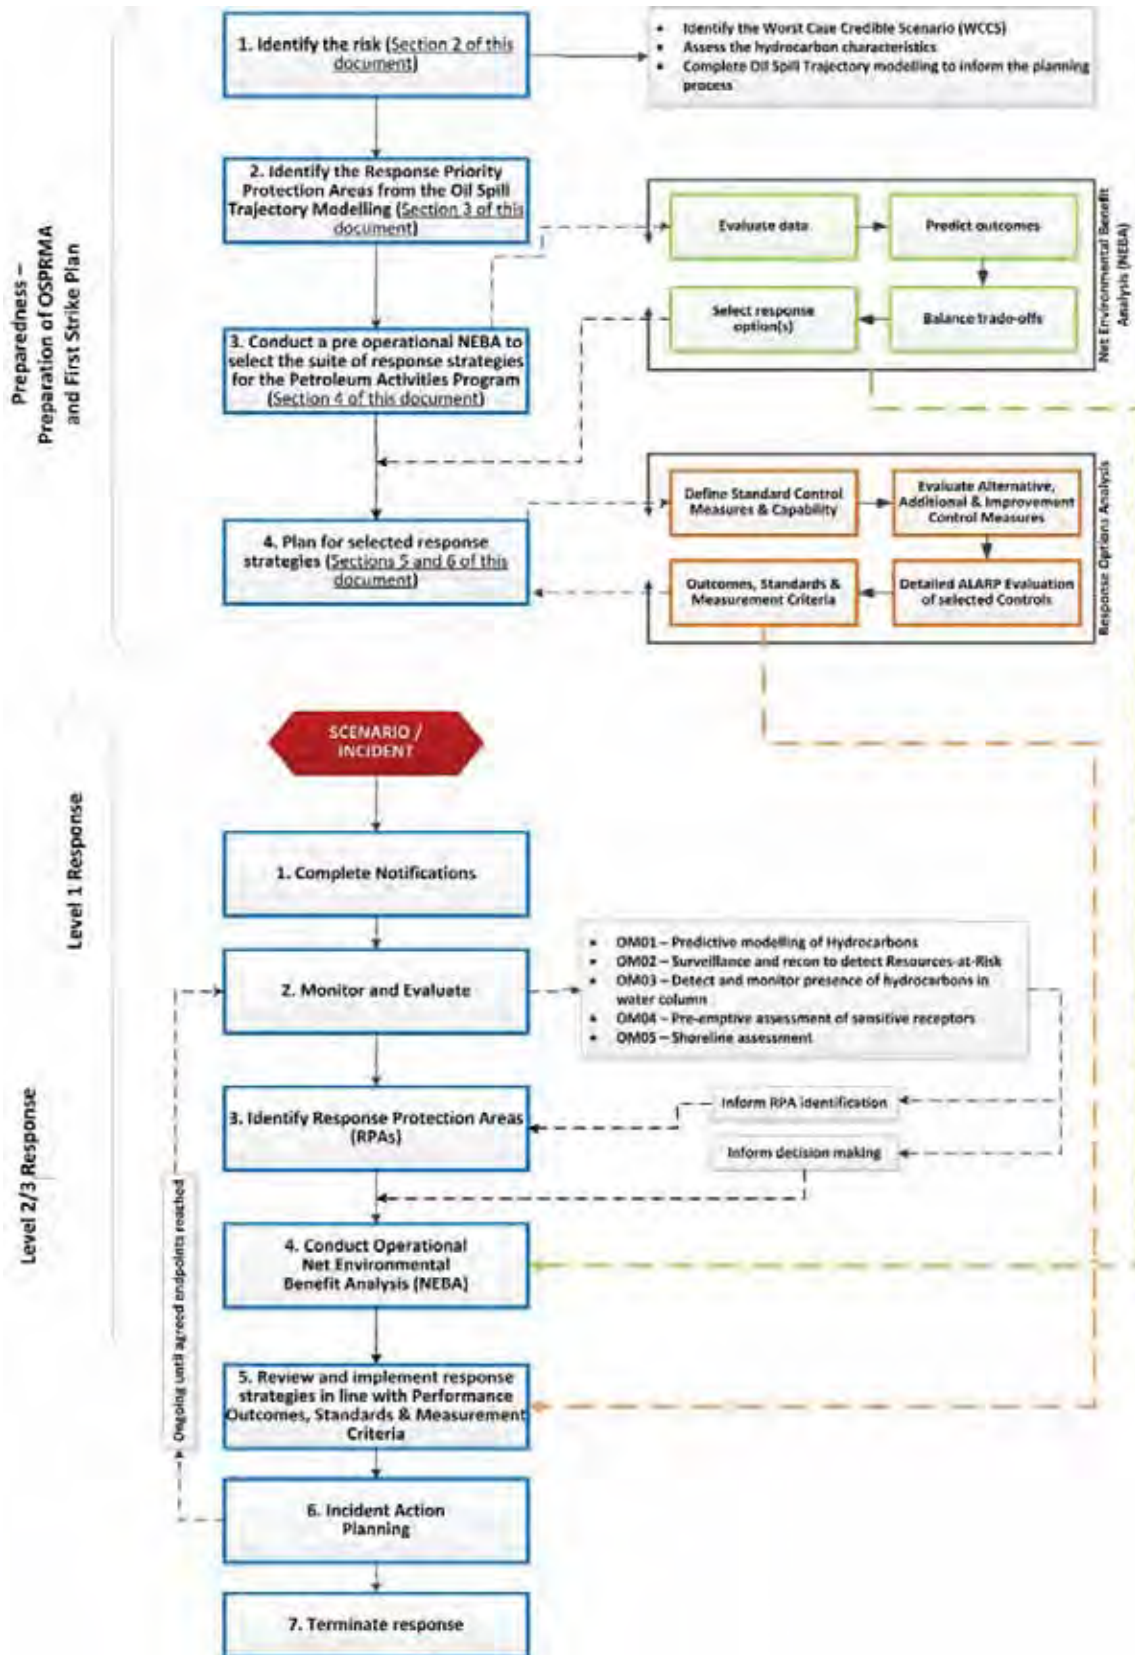 1. Identify the risk (Section 2 of this
document)
• Identify the Worst Case Credible Scenario (WCCS)
• Assess the hydrocarbon characteristics
• Complete Oil Spill Trajectory modelling to inform the planning
process
Preparedness –
Preparation of OSPRMA
and First Strike Plan
2. Identify the Response Priority
Protection Areas from the Oil Spill
Trajectory Modelling (Section 3 of this
document)
3. Conduct a pre operational NEBA to
select the suite of response strategies
for the Petroleum Activities Program
(Section 4 of this document)
Evaluate data
Predict outcomes
Select response
option(s)
Balance trade-offs
Net Environmental Benefit
Analysis (NEBA)
4. Plan for selected response
strategies (Sections 5 and 6 of this
document)
Define Standard Control
Measures & Capability
Evaluate Alternative,
Additional & Improvement
Control Measures
Outcomes, Standards &
Measurement Criteria
Detailed ALARP Evaluation
of selected Controls
Response Options Analysis
SCENARIO /
INCIDENT
Level 1 Response
1. Complete Notifications
2. Monitor and Evaluate
• OM01 – Predictive modelling of Hydrocarbons
• OM02 – Surveillance and recon to detect Resources-at-Risk
• OM03 – Detect and monitor presence of hydrocarbons in
water column
• OM04 – Pre-emptive assessment of sensitive receptors
• OM05 – Shoreline assessment
Level 2/3 Response
3. Identify Response Protection Areas
(RPAs)
Inform RPA identification
Inform decision making
4. Conduct Operational
Net Environmental
Benefit Analysis (NEBA)
Ongoing until agreed endpoints reached
5. Review and implement response
strategies in line with Performance
Outcomes, Standards & Measurement
Criteria
6. Incident Action
Planning
7. Terminate response